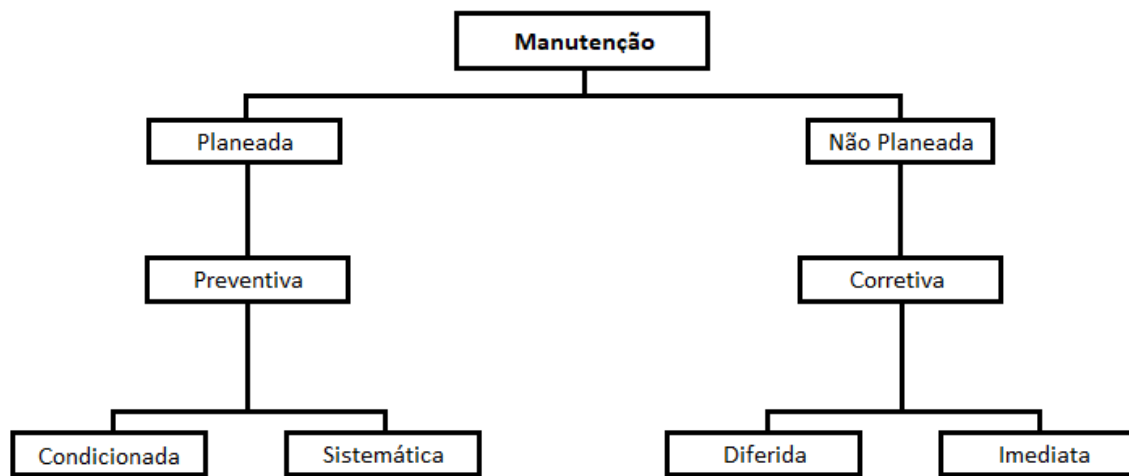 Manutenção
Planeada
Não Planeada
Preventiva
Corretiva
Condicionada
Sistemática
Diferida
Imediata